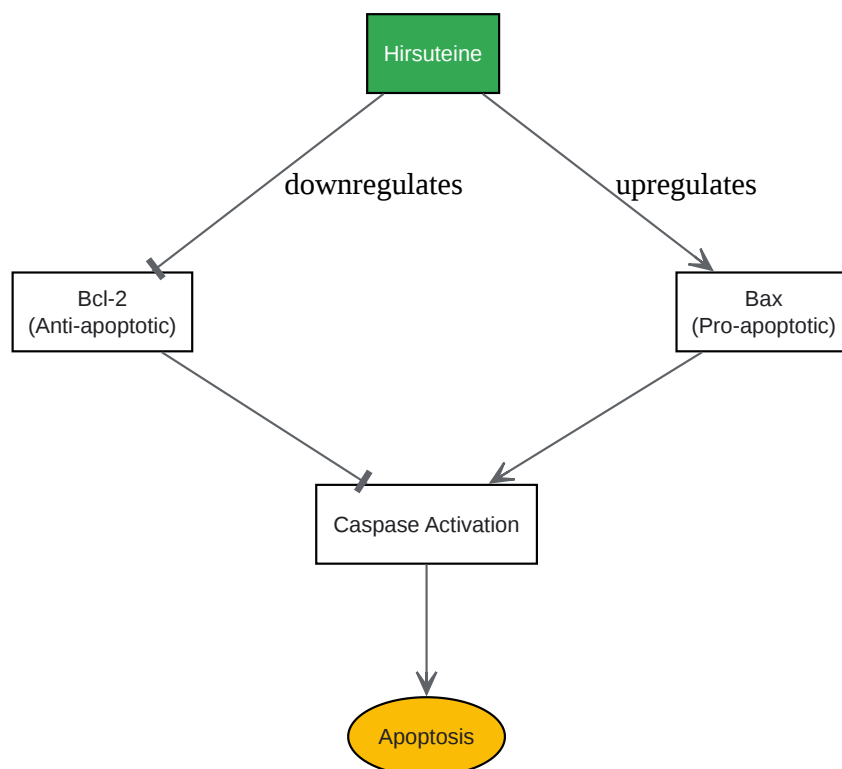 Hirsuteine
downregulates
upregulates
Bcl-2
(Anti-apoptotic)
Bax
(Pro-apoptotic)
Caspase Activation
Apoptosis